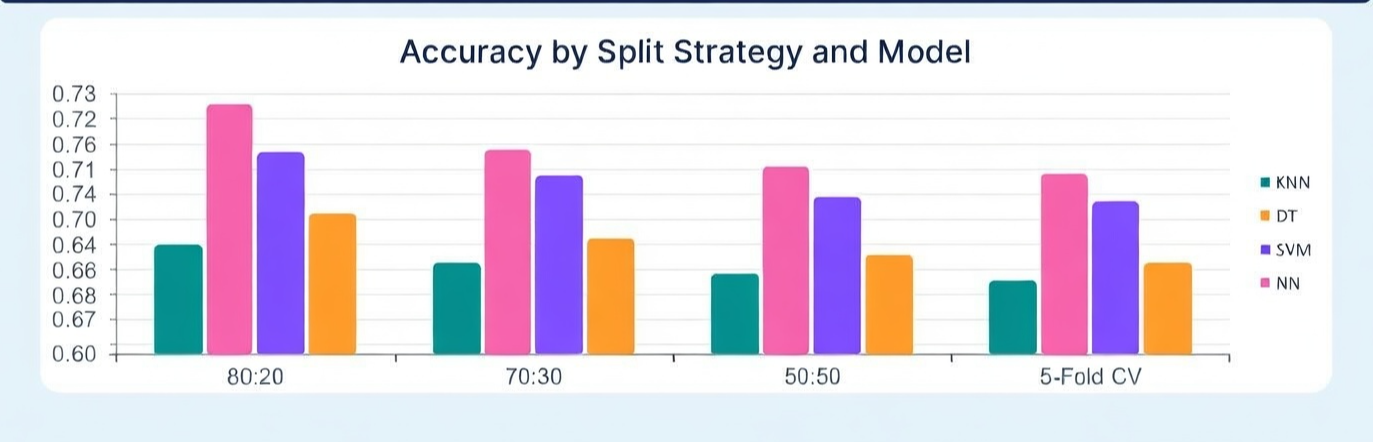 Accuracy by Split Strategy and Model
0.73
0.72
0.76
0.71
0.74
0.70
0.64
0.66
0.68
0.67
0.60
80:20 70:30 50:50 5-Fold CV
KNN
DT
SVM
NN